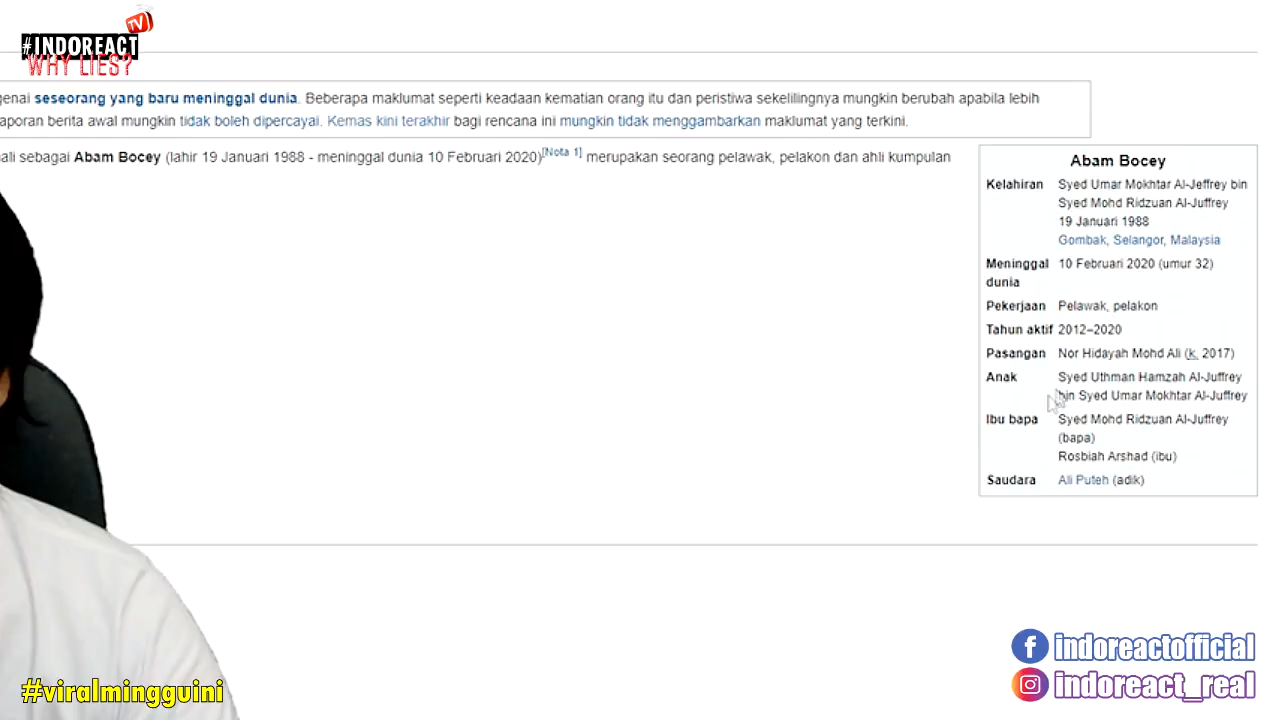 TV
#INDOREACT
WHY LIES?
genai seseorang yang baru meninggal dunia. Beberapa maklumat seperti keadaan kematian orang itu dan peristiwa sekelilingnya mungkin berubah apabila lebih
aporan berita awal mungkin tidak boleh dipercayai. Kemas kini terakhir bagi rencana ini mungkin tidak menggambarkan maklumat yang terkini.
ali sebagai Abam Bocey (lahir 19 Januari 1988 - meninggal dunia 10 Februari 2020)[Nota 1] merupakan seorang pelawak, pelakon dan ahli kumpulan
Abam Bocey
Kelahiran Syed Umar Mokhtar Al-Jeffrey bin
Syed Mohd Ridzuan Al-Juffrey
19 Januari 1988
Gombak, Selangor, Malaysia
Meninggal 10 Februari 2020 (umur 32)
dunia
Pekerjaan Pelawak, pelakon
Tahun aktif 2012–2020
Pasangan Nor Hidayah Mohd Ali (k. 2017)
Anak Syed Uthman Hamzah Al-Juffrey
bin Syed Umar Mokhtar Al-Juffrey
Ibu bapa Syed Mohd Ridzuan Al-Juffrey
(bapa)
Rosbiah Arshad (ibu)
Saudara Ali Puteh (adik)
indoreactofficial
indoreact_real
#viralmingguini